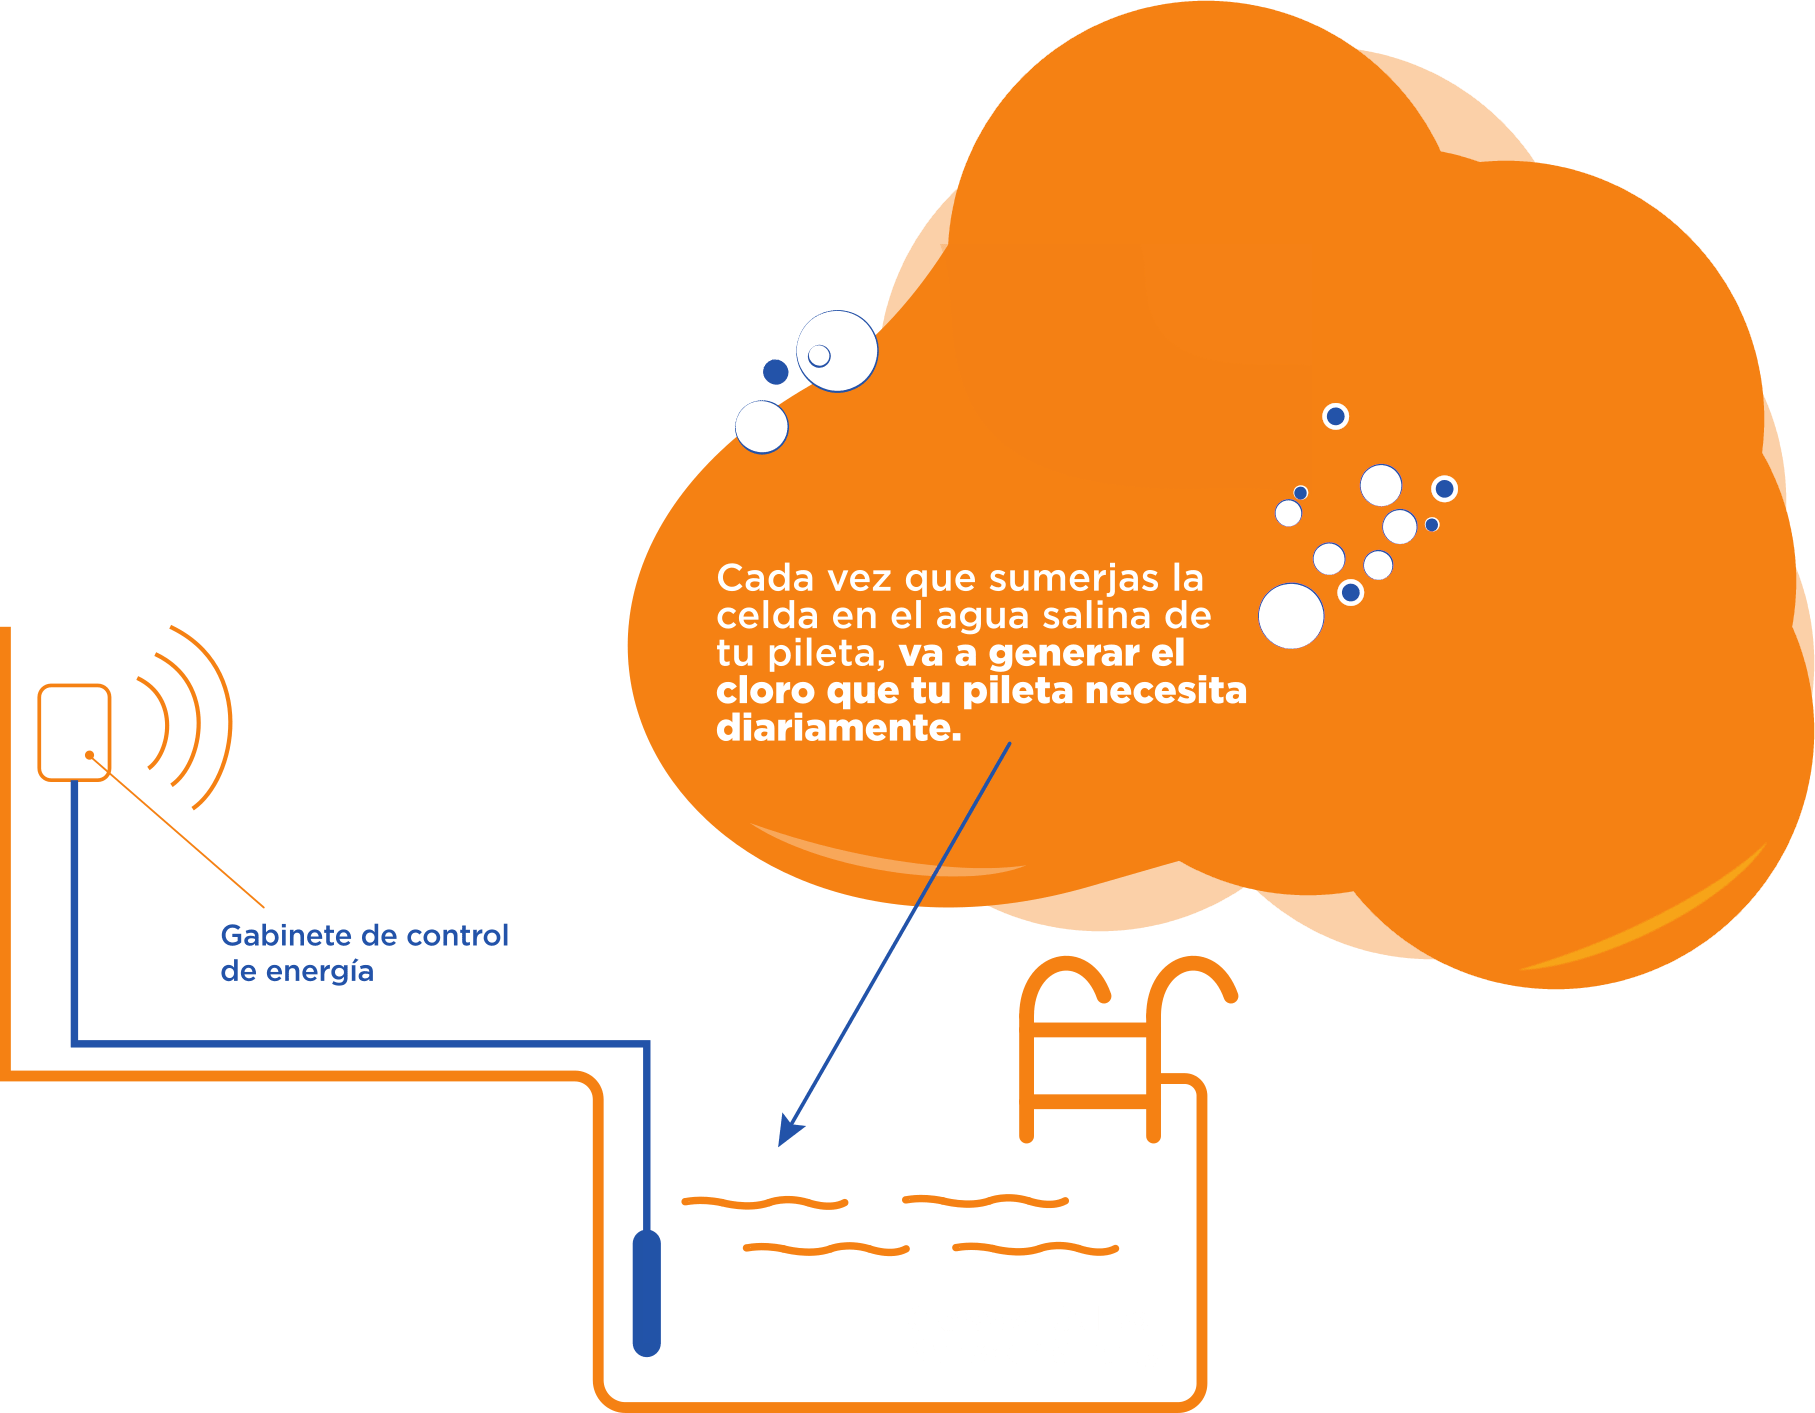 Cada vez que sumerjas la
celda en el agua salina de
tu pileta, va a generar el
cloro que tu pileta necesita
diariamente.
Gabinete de control
de energía